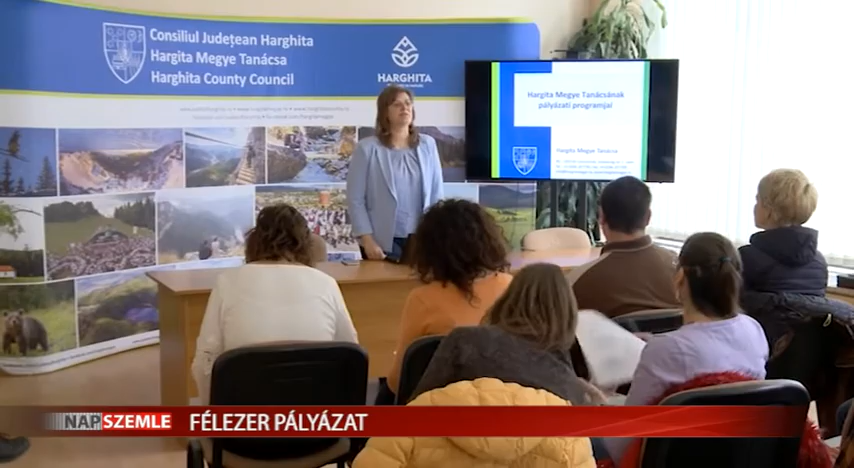 Consiliul Județean Harghita
Hargita Megye Tanácsa
Harghita County Council
HARGHITA
Hargita Megye Tanácsának
pályázati programjai
Hargita Megye Tanácsa
NAPSZEMLE
FÉLEZER PÁLYÁZAT